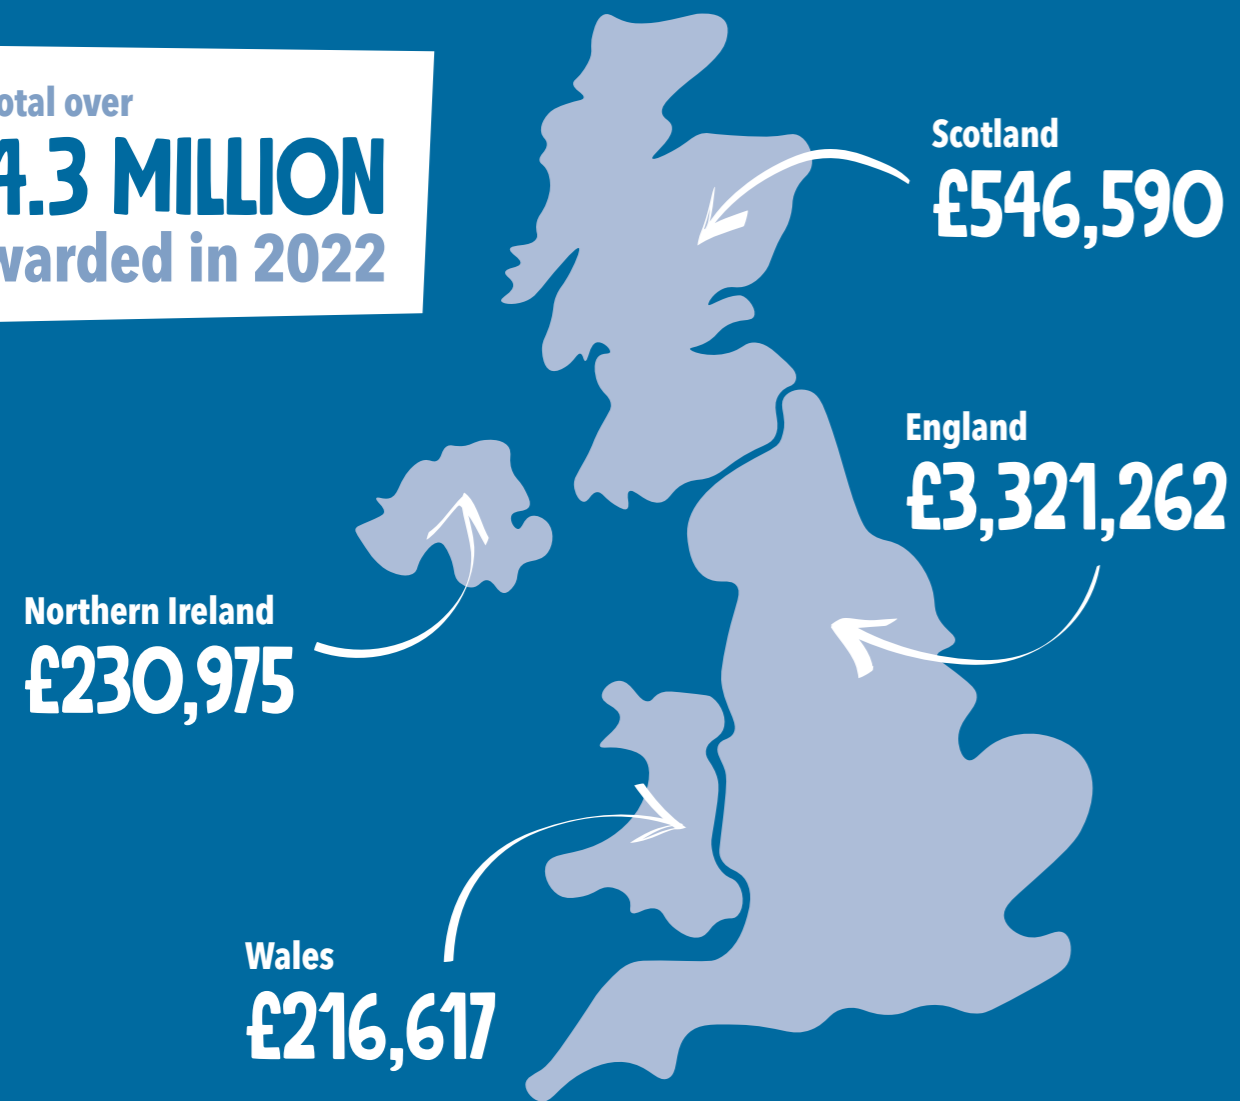 otal over
4.3 MILLION
warded in 2022
Scotland
£546,590
England
£3,321,262
Northern Ireland
£230,975
Wales
£216,617